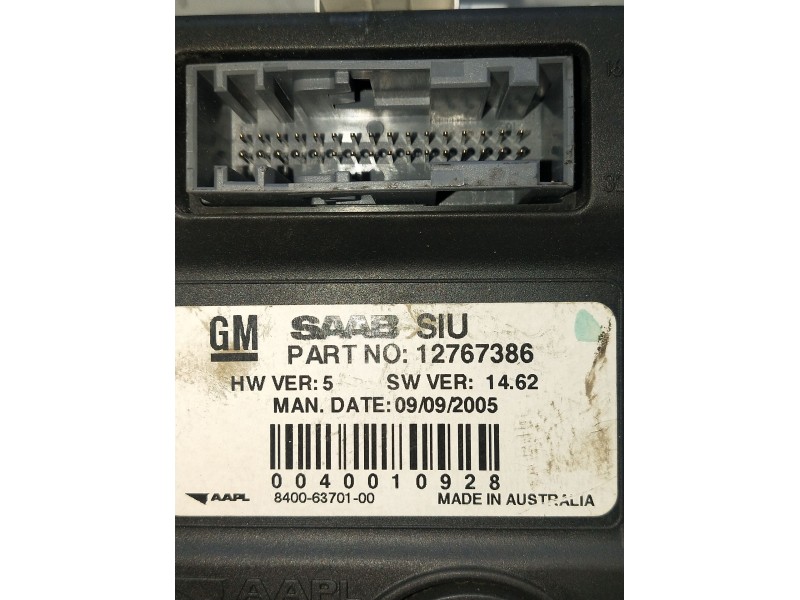 16
GM SAAB SIU
PART NO: 12767386
HW VER: 5 SW VER: 14.62
MAN. DATE: 09/09/2005
0040010928
AAPL 8400-63701-00 MADE IN AUSTRALIA
AAPL